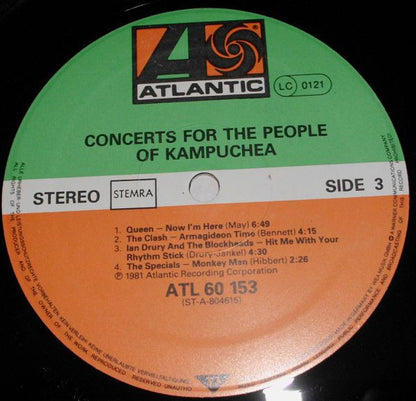 ATLANTIC
LC 0121
CONCERTS FOR THE PEOPLE
OF KAMPUCHEA
STEREO STEMRA SIDE 3
1. Queen – Now I'm Here (May) 6:49
2. The Clash – Armagideon Time (Bennett) 4:15
3. Ian Drury And The Blockheads – Hit Me With Your
Rhythm Stick (Drury-Jankel) 4:30
4. The Specials – Monkey Man (Hibbert) 2:26
℗ 1981 Atlantic Recording Corporation
ATL 60 153
(ST-A-804615)